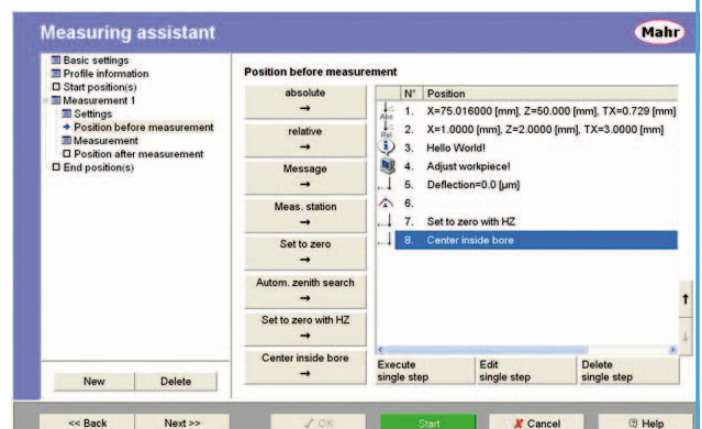 Measuring assistant
Mahr
Basic settings
Profile information
Start position(s)
Measurement 1
Settings
Position before measurement
Measurement
Position after measurement
End position(s)
New
Delete
Position before measurement
absolute
→
relative
→
Message
→
Meas. station
→
Set to zero
→
Autom. zenith search
→
Set to zero with HZ
→
Center inside bore
→
N° Position
Abs 1. X=75.016000 [mm], Z=50.000 [mm], TX=0.729 [mm]
Rel 2. X=1.0000 [mm], Z=2.0000 [mm], TX=3.0000 [mm]
3. Hello World!
4. Adjust workpiece!
5. Deflection=0.0 [µm]
6.
7. Set to zero with HZ
8. Center inside bore
Execute
single step
Edit
single step
Delete
single step
<< Back
Next >>
OK
Start
Cancel
Help